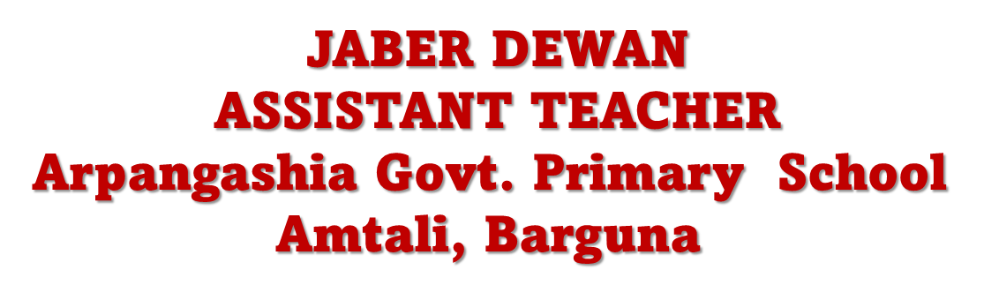 JABER DEWAN
ASSISTANT TEACHER
Arpangashia Govt. Primary  School
Amtali, Barguna